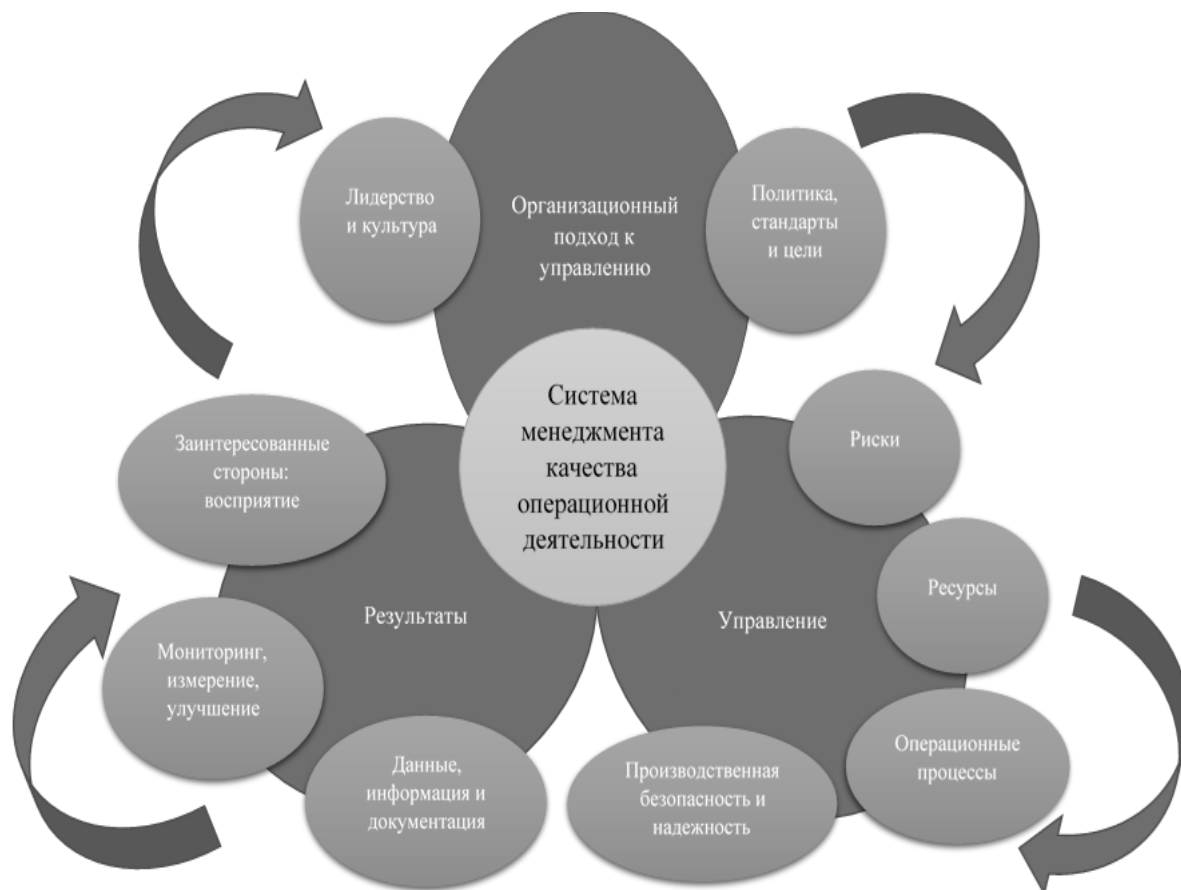 Лидерство
и культура
Организационный
подход к
управлению
Политика,
стандарты
и цели
Система
менеджмента
качества
операционной
деятельности
Риски
Ресурсы
Управление
Операционные
процессы
Производственная
безопасность и
надежность
Данные,
информация и
документация
Результаты
Мониторинг,
измерение,
улучшение
Заинтересованные
стороны:
восприятие